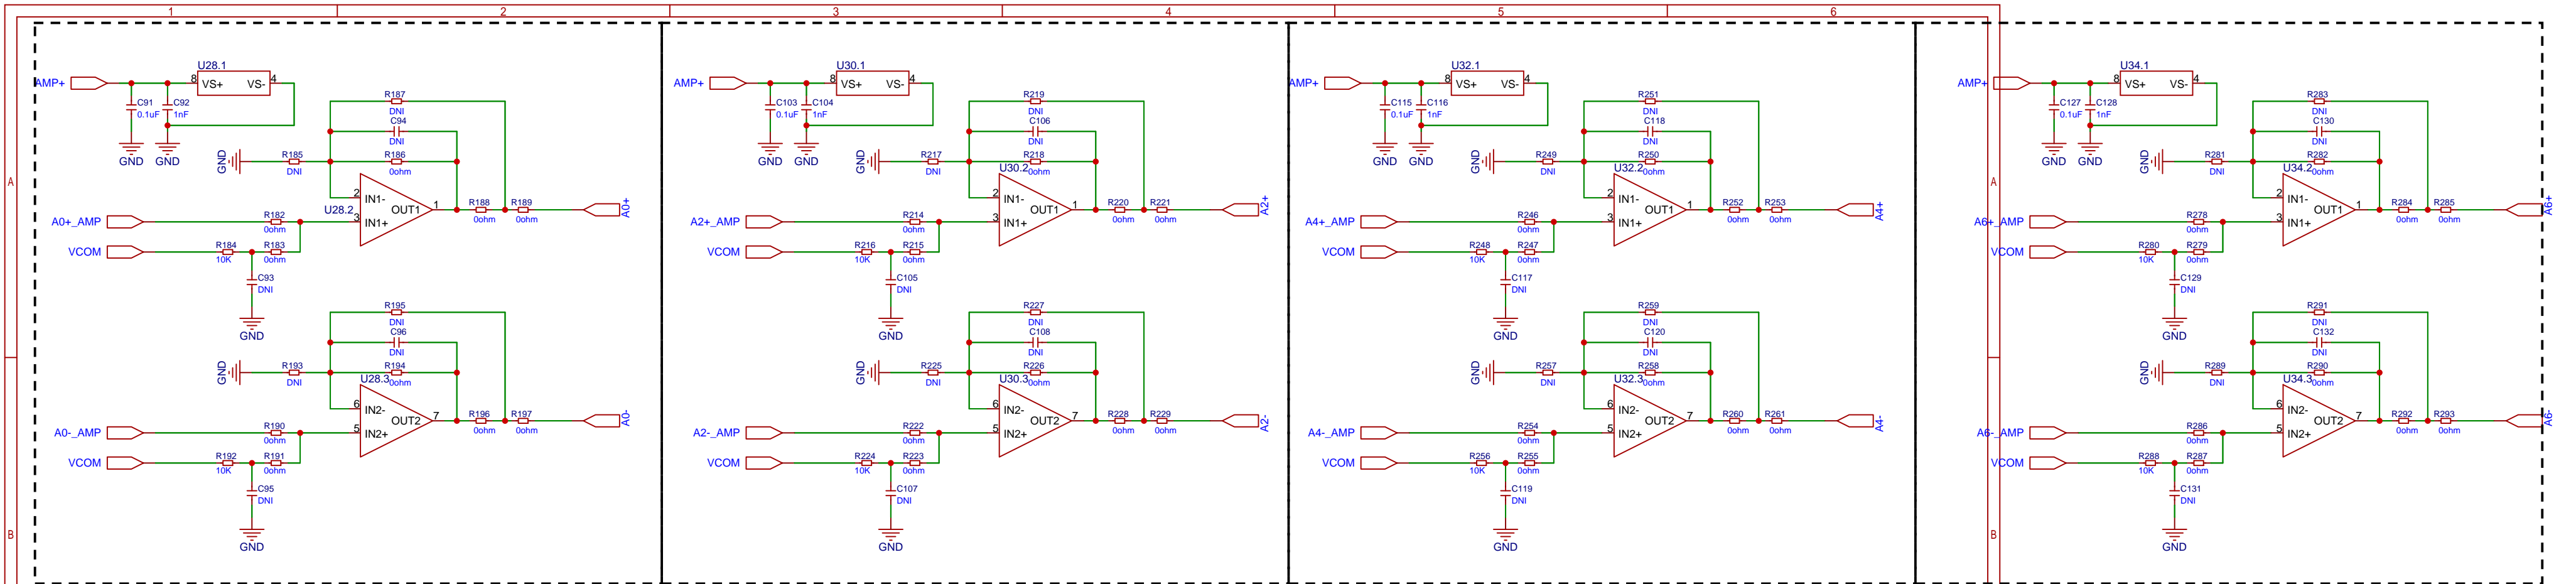 1 2 3 4 5 6
A
B
A
B
AMP+
U28.1
8 VS+ VS- 4
C91
0.1uF
C92
1nF
GND GND
R187
DNI
C94
DNI
GND
R185
DNI
R186
0ohm
U28.2
2 IN1-
3 IN1+
OUT1 1
R188
0ohm
R189
0ohm
A0+
A0+_AMP
R182
0ohm
VCOM
R184
10K
R183
0ohm
C93
DNI
GND
R195
DNI
C96
DNI
GND
R193
DNI
R194
0ohm
U28.3
6 IN2-
5 IN2+
OUT2 7
R196
0ohm
R197
0ohm
A0-
A0-_AMP
R190
0ohm
VCOM
R192
10K
R191
0ohm
C95
DNI
GND
AMP+
U30.1
8 VS+ VS- 4
C103
0.1uF
C104
1nF
GND GND
R219
DNI
C106
DNI
GND
R217
DNI
R218
0ohm
U30.2
2 IN1-
3 IN1+
OUT1 1
R220
0ohm
R221
0ohm
A2+
A2+_AMP
R214
0ohm
VCOM
R216
10K
R215
0ohm
C105
DNI
GND
R227
DNI
C108
DNI
GND
R225
DNI
R226
0ohm
U30.3
6 IN2-
5 IN2+
OUT2 7
R228
0ohm
R229
0ohm
A2-
A2-_AMP
R222
0ohm
VCOM
R224
10K
R223
0ohm
C107
DNI
GND
AMP+
U32.1
8 VS+ VS- 4
C115
0.1uF
C116
1nF
GND GND
R251
DNI
C118
DNI
GND
R249
DNI
R250
0ohm
U32.2
2 IN1-
3 IN1+
OUT1 1
R252
0ohm
R253
0ohm
A4+
A4+_AMP
R246
0ohm
VCOM
R248
10K
R247
0ohm
C117
DNI
GND
R259
DNI
C120
DNI
GND
R257
DNI
R258
0ohm
U32.3
6 IN2-
5 IN2+
OUT2 7
R260
0ohm
R261
0ohm
A4-
A4-_AMP
R254
0ohm
VCOM
R256
10K
R255
0ohm
C119
DNI
GND
AMP+
U34.1
8 VS+ VS- 4
C127
0.1uF
C128
1nF
GND GND
R283
DNI
C130
DNI
GND
R281
DNI
R282
0ohm
U34.2
2 IN1-
3 IN1+
OUT1 1
R284
0ohm
R285
0ohm
A6+
A6+_AMP
R278
0ohm
VCOM
R280
10K
R279
0ohm
C129
DNI
GND
R291
DNI
C132
DNI
GND
R289
DNI
R290
0ohm
U34.3
6 IN2-
5 IN2+
OUT2 7
R292
0ohm
R293
0ohm
A6-
A6-_AMP
R286
0ohm
VCOM
R288
10K
R287
0ohm
C131
DNI
GND